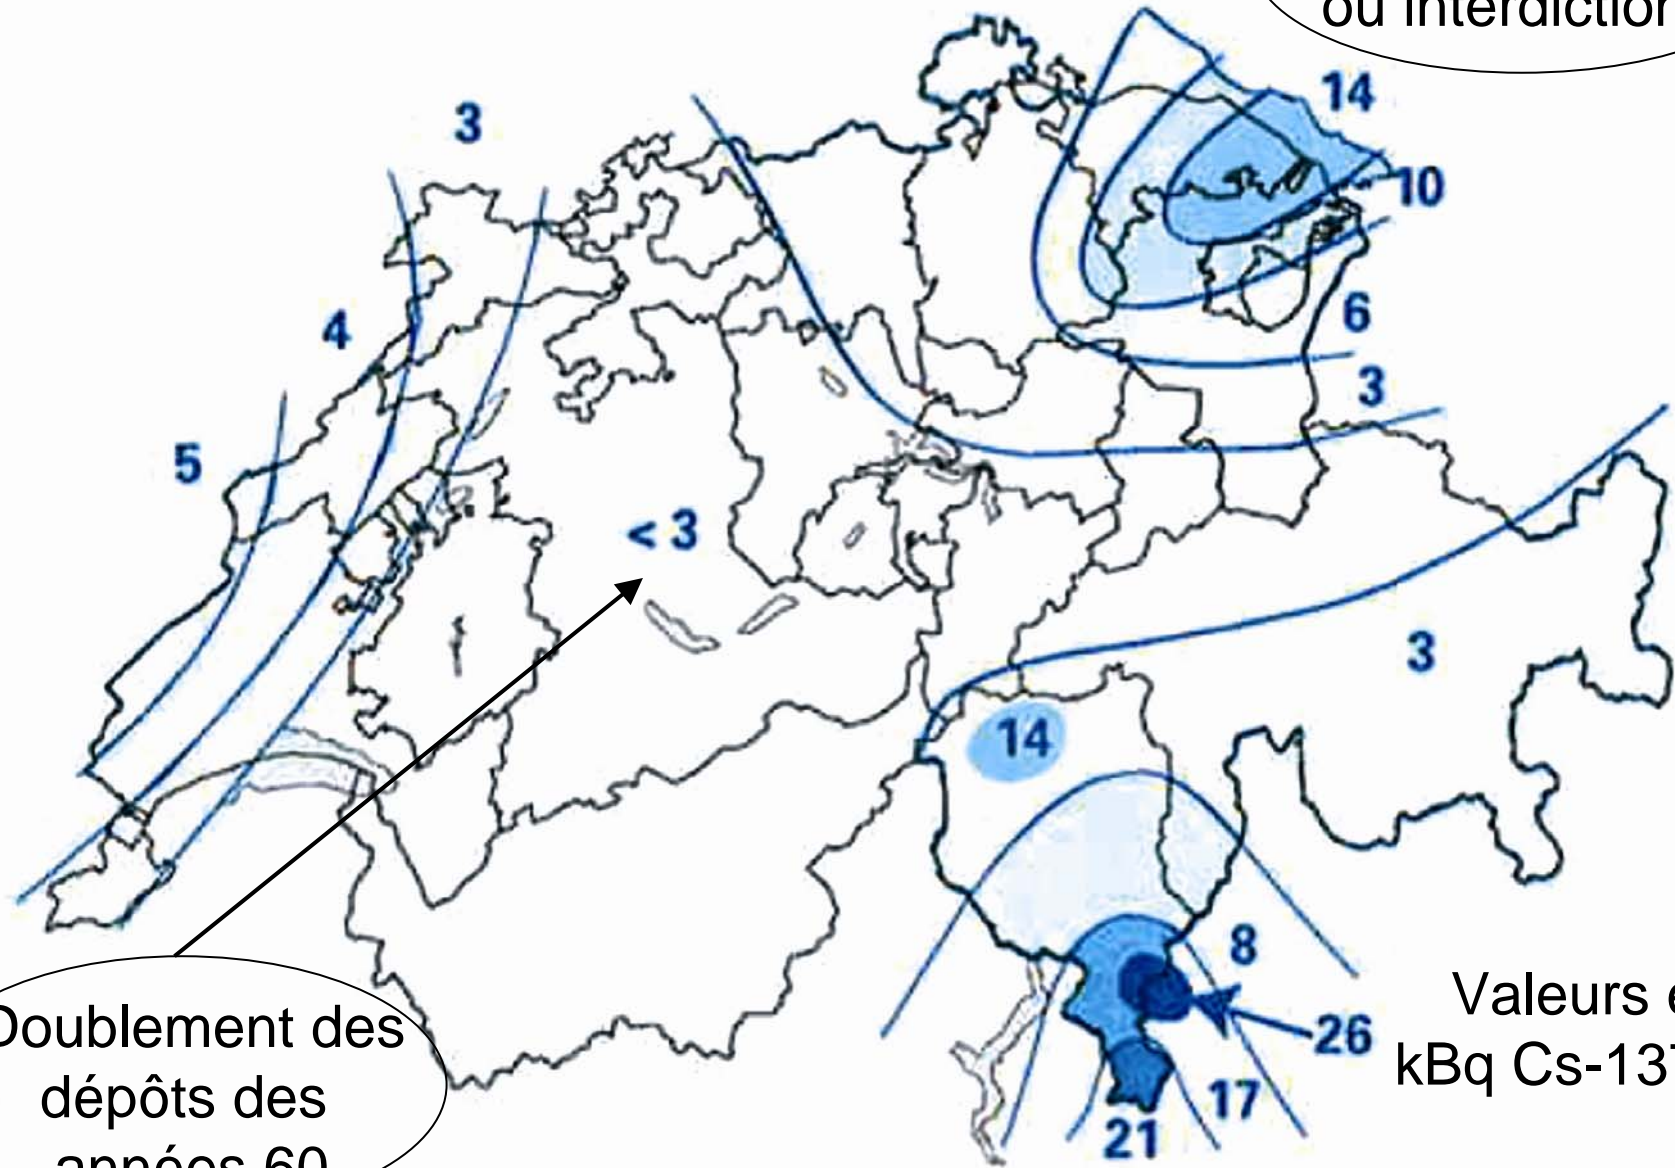 ou interdiction
14
3
10
6
4
3
5
< 3
3
14
8
26
17
21
Doublement des
dépôts des
années 60
Valeurs
kBq Cs-137